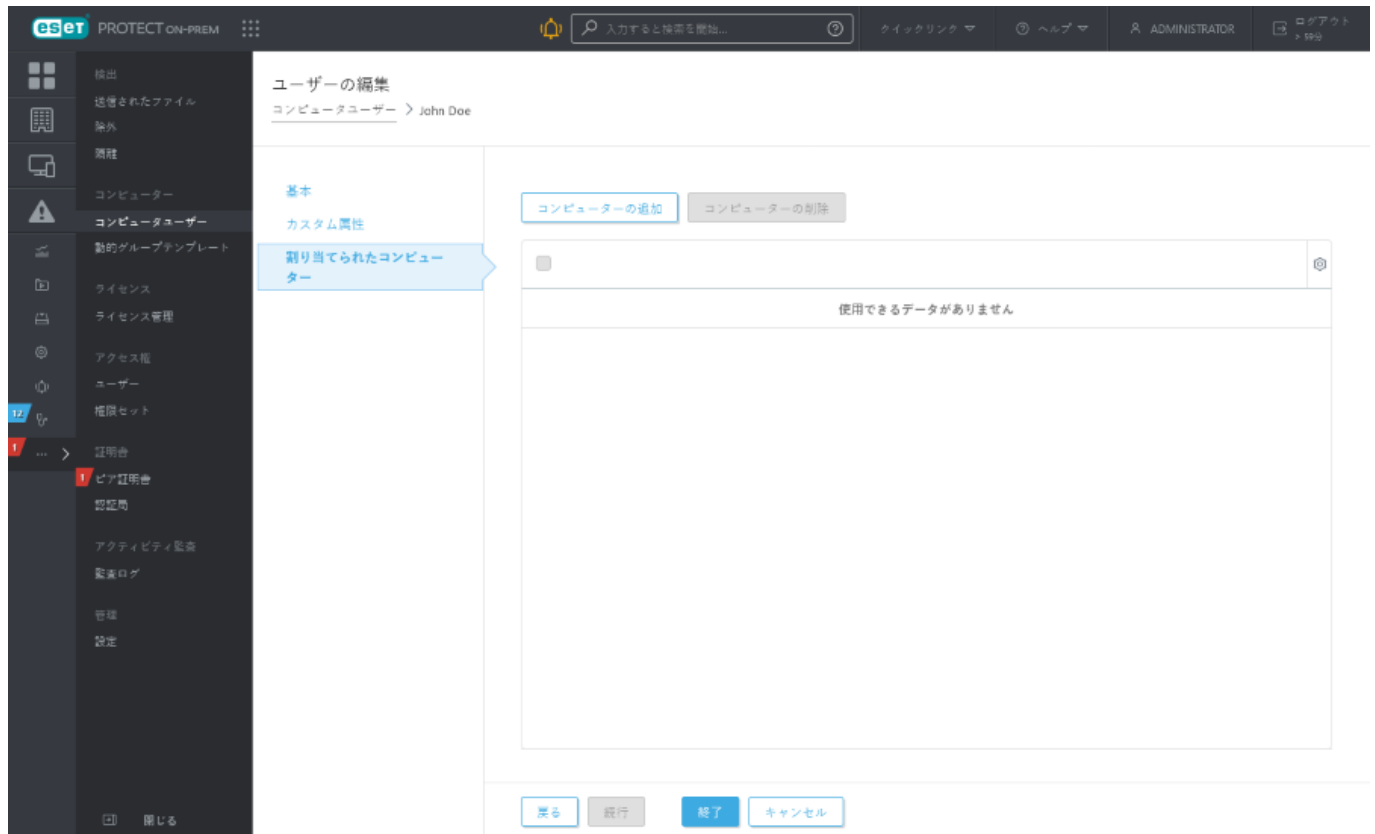 eset PROTECT ON-PREM
入力すると検索を開始...
クイックリンク
ヘルプ
ADMINISTRATOR
ログアウト
> 59分
検出
送信されたファイル
除外
隔離
コンピューター
コンピュータユーザー
動的グループテンプレート
ライセンス
ライセンス管理
アクセス権
ユーザー
権限セット
証明書
ピア証明書
認証局
アクティビティ監査
監査ログ
管理
設定
閉じる
12
1
1
ユーザーの編集
コンピュータユーザー > John Doe
基本
カスタム属性
割り当てられたコンピュー
ター
コンピューターの追加
コンピューターの削除
使用できるデータがありません
戻る
続行
終了
キャンセル